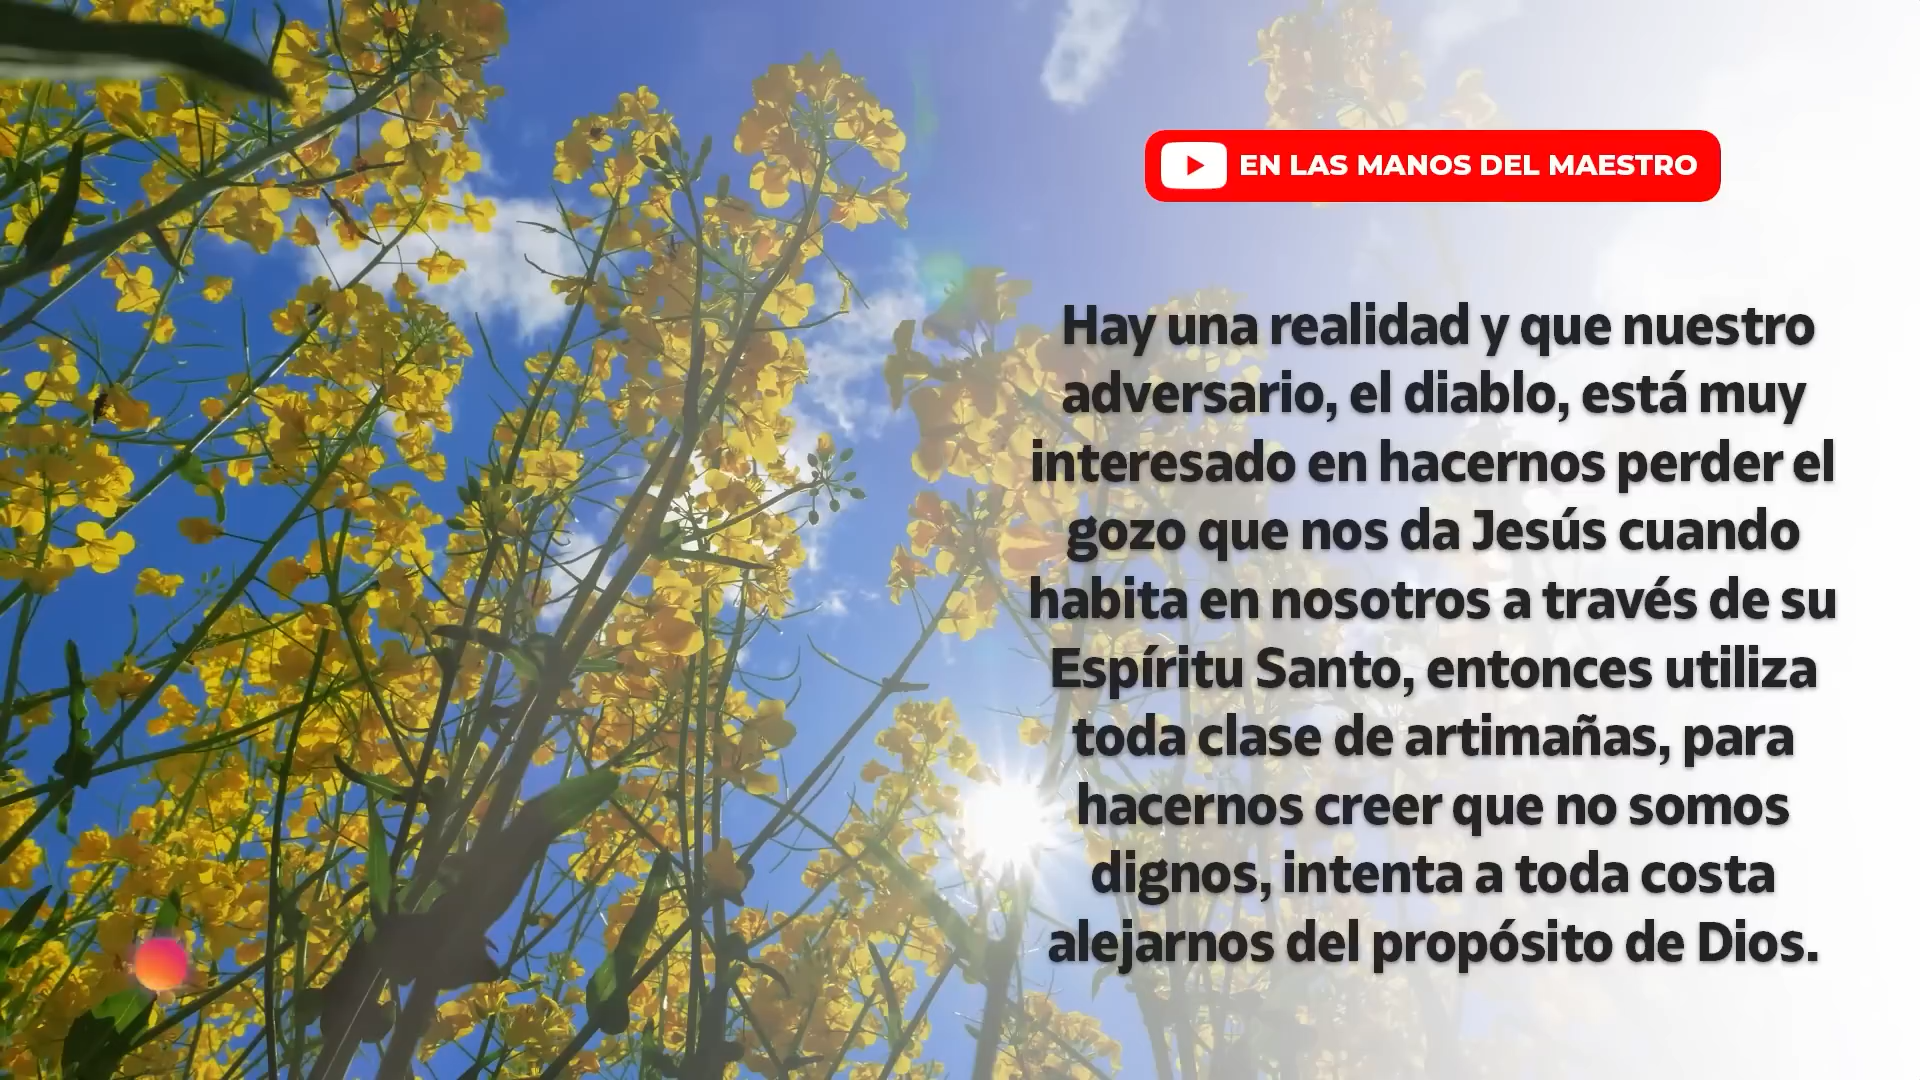 EN LAS MANOS DEL MAESTRO
Hay una realidad y que nuestro
adversario, el diablo, está muy
interesado en hacernos perder el
gozo que nos da Jesús cuando
habita en nosotros a través de su
Espíritu Santo, entonces utiliza
toda clase de artimañas, para
hacernos creer que no somos
dignos, intenta a toda costa
alejarnos del propósito de Dios.